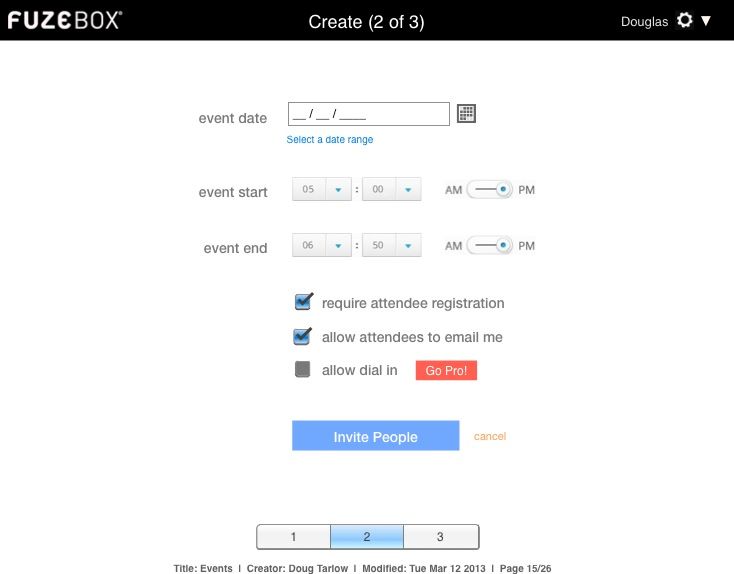 FUZEBOX® Create (2 of 3) Douglas ▼
event date __ / __ / ____
Select a date range
event start 05 : 00 AM PM
event end 06 : 50 AM PM
require attendee registration
allow attendees to email me
allow dial in Go Pro!
Invite People cancel
1 2 3
Title: Events I Creator: Doug Tarlow I Modified: Tue Mar 12 2013 I Page 15/26